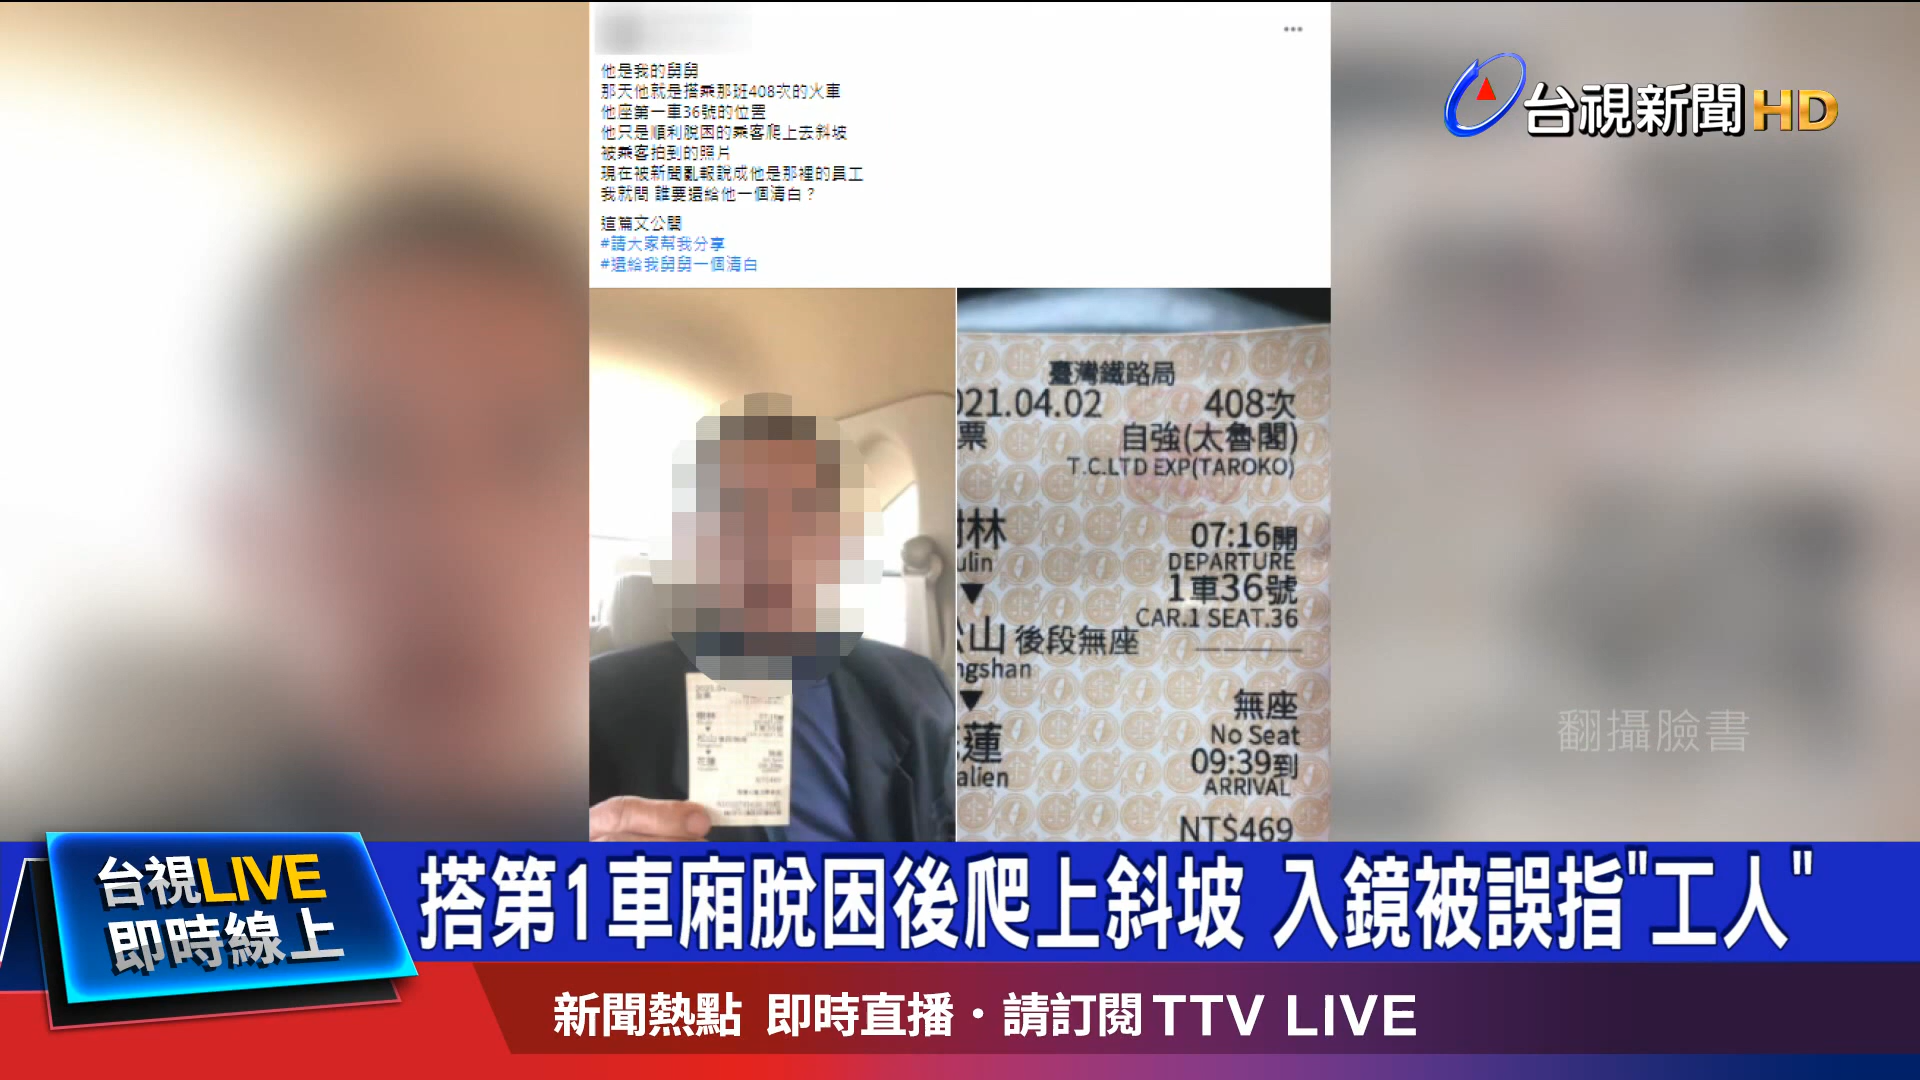 他是我的舅舅
那天他就是搭乘那班408次的火車
他座第一車36號的位置
他只是順利脫困的乘客爬上去斜坡
被乘客拍到的照片
現在被新聞亂報說成他是那裡的員工
我就問 誰要還給他一個清白？
這篇文公開
#請大家幫我分享
#還給我舅舅一個清白
台視新聞HD
臺灣鐵路局
021.04.02 408次
票 自強(太魯閣)
T.C.LTD EXP(TAROKO)
林 07:16開
ulin DEPARTURE
1車36號
CAR.1 SEAT.36
山 後段無座
ngshan
無座
蓮 No Seat
09:39到
alien ARRIVAL
NT$469
翻攝臉書
台視LIVE
即時線上
搭第1車廂脫困後爬上斜坡 入鏡被誤指"工人"
新聞熱點 即時直播・請訂閱TTV LIVE